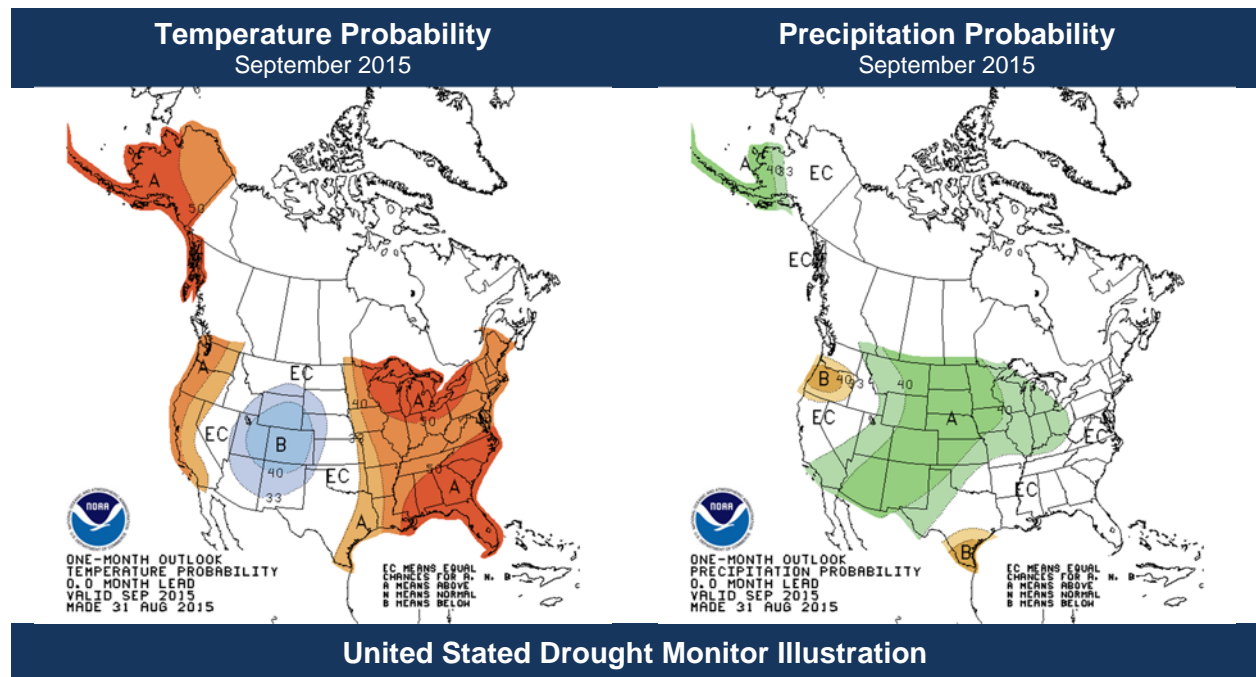 Temperature Probability
September 2015
Precipitation Probability
September 2015
A
50
A
EC
40
33
A
50
EC
B
40
33
EC
50
A
A
NOAA
ONE-MONTH OUTLOOK
TEMPERATURE PROBABILITY
0.0 MONTH LEAD
VALID SEP 2015
MADE 31 AUG 2015
EC MEANS EQUAL
CHANCES FOR A, N, B
A MEANS ABOVE
N MEANS NORMAL
B MEANS BELOW
A
40
33
EC
EC
B
40
33
40
EC
A
40
EC
EC
B
NOAA
ONE-MONTH OUTLOOK
PRECIPITATION PROBABILITY
0.0 MONTH LEAD
VALID SEP 2015
MADE 31 AUG 2015
EC MEANS EQUAL
CHANCES FOR A, N, B
A MEANS ABOVE
N MEANS NORMAL
B MEANS BELOW
United Stated Drought Monitor Illustration